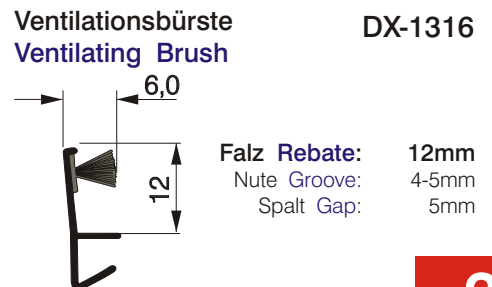 Ventilationsbürste DX-1316
Ventilating Brush
6,0
Falz Rebate: 12mm
Nute Groove: 4-5mm
Spalt Gap: 5mm
12